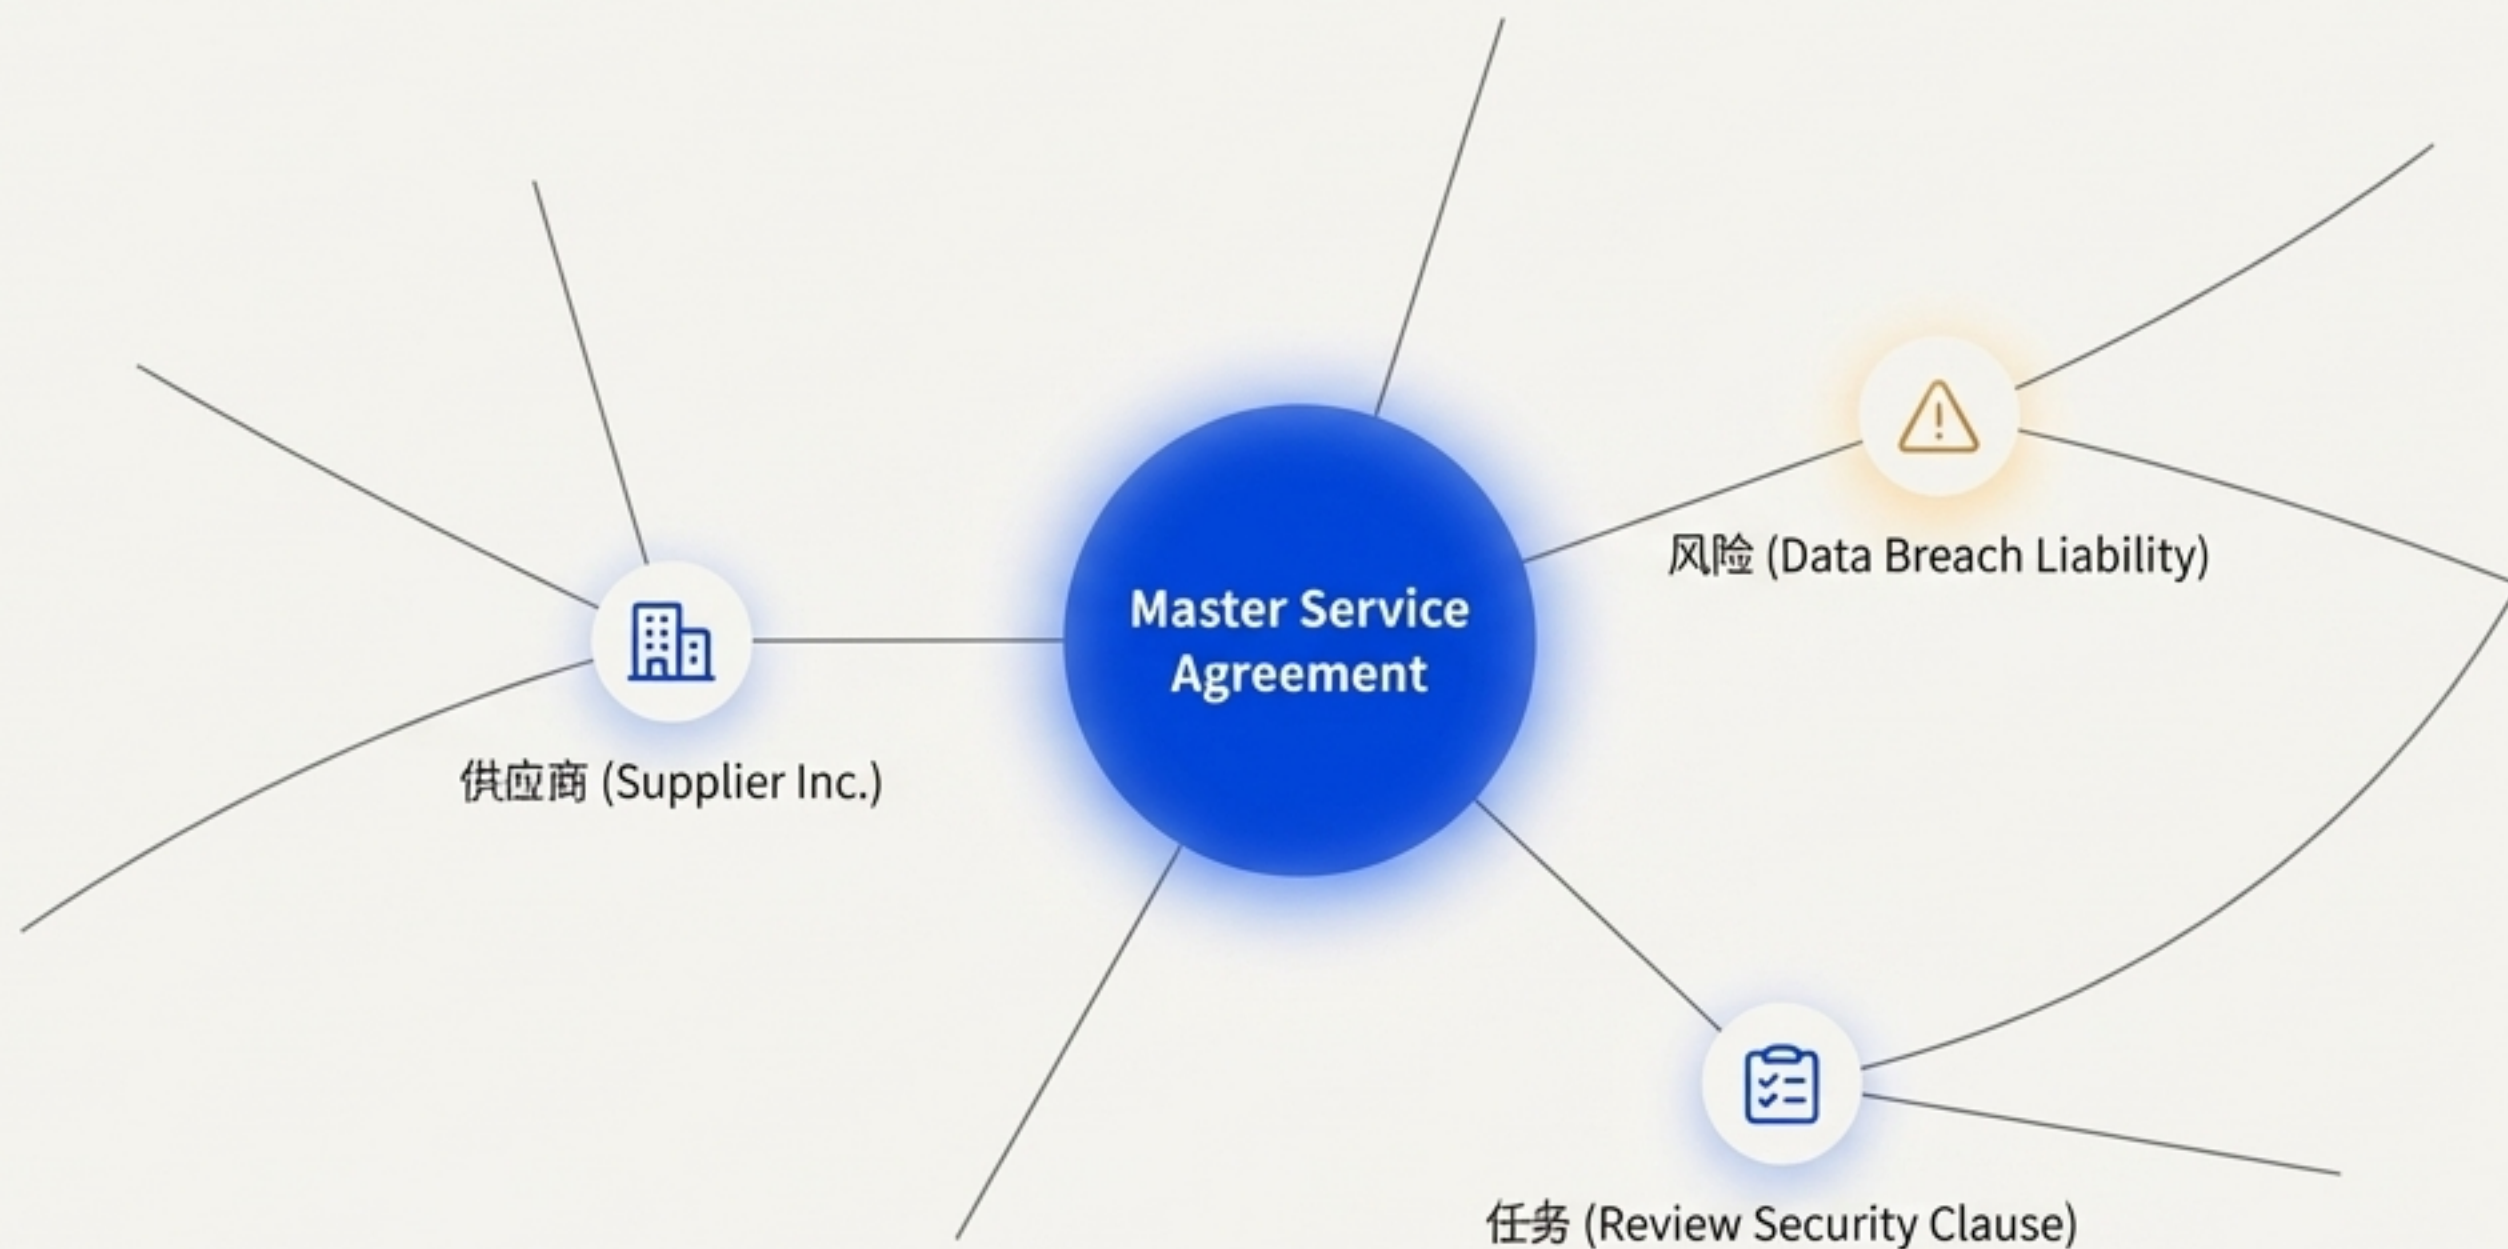 风险 (Data Breach Liability)
Master Service
Agreement
供应商 (Supplier Inc.)
任务 (Review Security Clause)